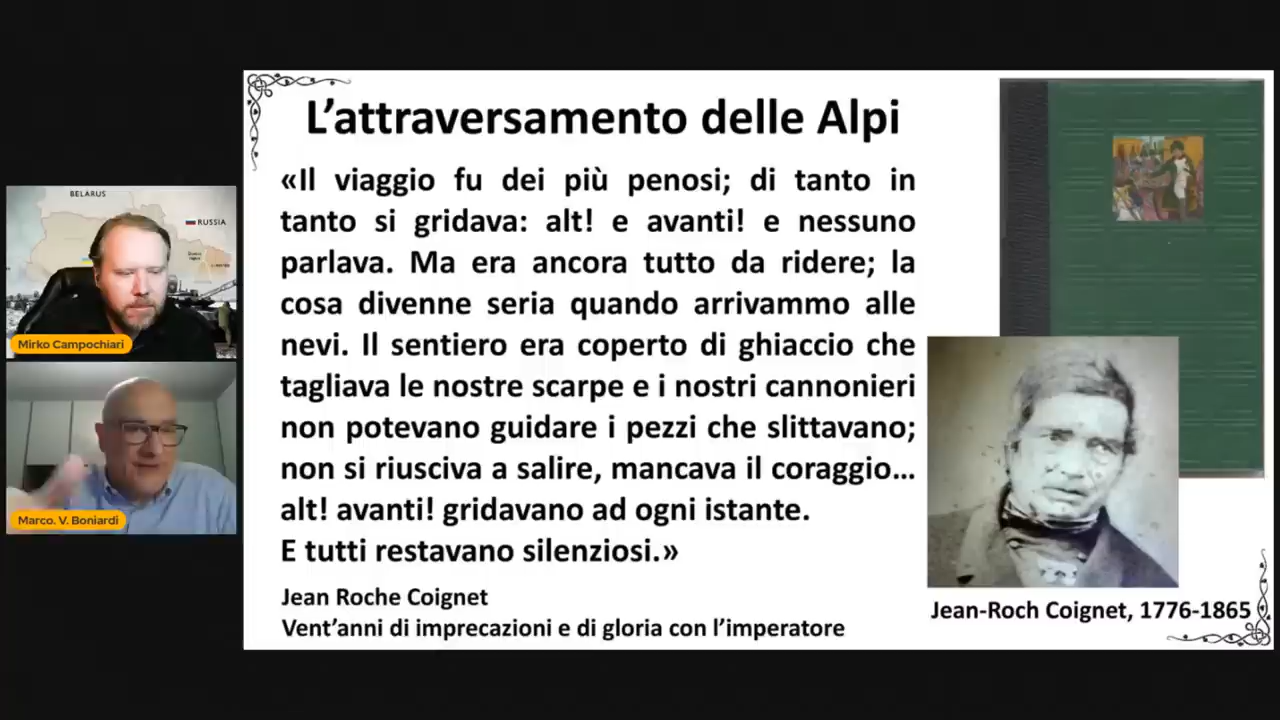 L'attraversamento delle Alpi
«Il viaggio fu dei più penosi; di tanto in
tanto si gridava: alt! e avanti! e nessuno
parlava. Ma era ancora tutto da ridere; la
cosa divenne seria quando arrivammo alle
nevi. Il sentiero era coperto di ghiaccio che
tagliava le nostre scarpe e i nostri cannonieri
non potevano guidare i pezzi che slittavano;
non si riusciva a salire, mancava il coraggio...
alt! avanti! gridavano ad ogni istante.
E tutti restavano silenziosi.»
Jean Roche Coignet
Vent'anni di imprecazioni e di gloria con l'imperatore
Jean-Roch Coignet, 1776-1865
BELARUS
RUSSIA
Mirko Campochiari
Marco. V. Boniardi